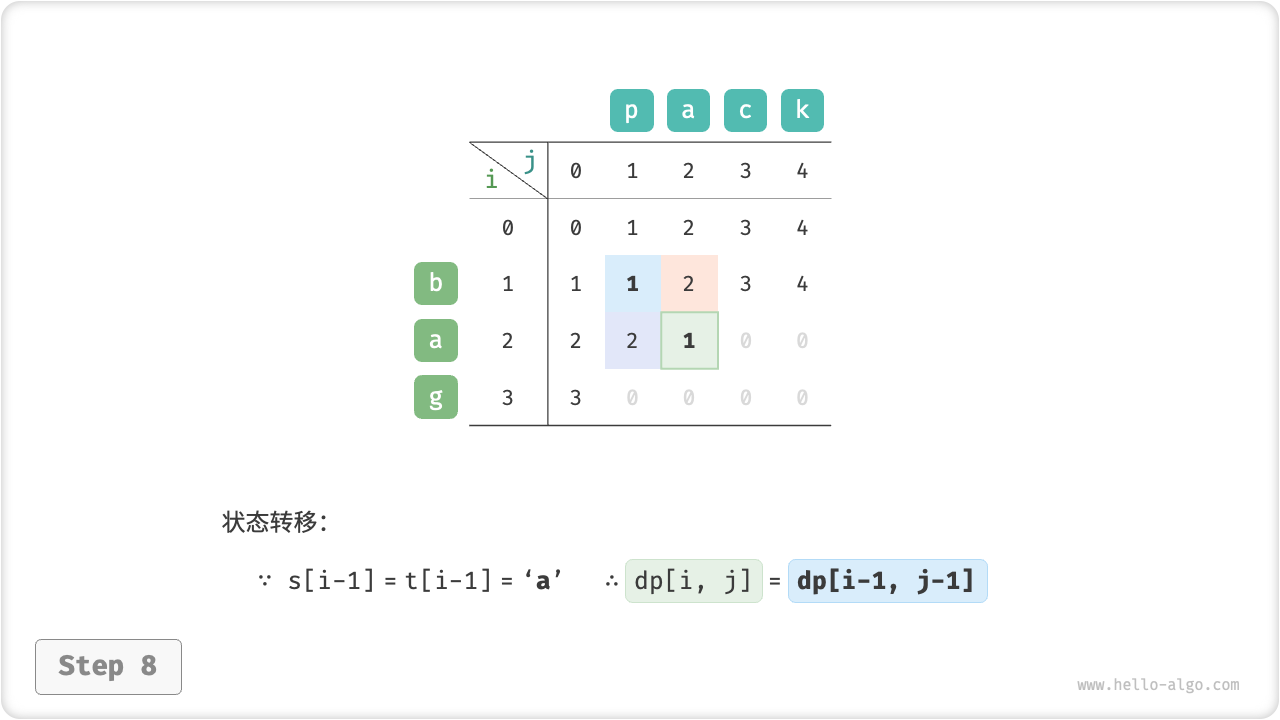 p a c k
j
i
0 1 2 3 4
0 0 1 2 3 4
b 1 1 1 2 3 4
a 2 2 2 1 0 0
g 3 3 0 0 0 0
状态转移：
∵ s[i-1] = t[i-1] = ‘a’ ∴ dp[i, j] = dp[i-1, j-1]
Step 8
www.hello-algo.com